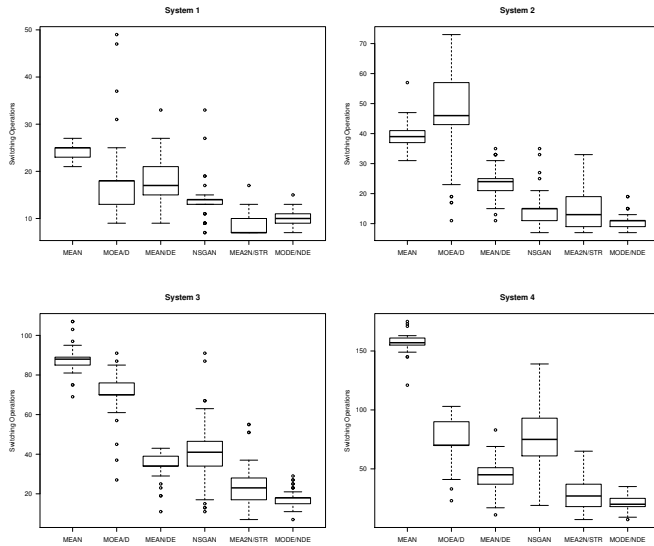 System 1
50
40
30
20
10
Switching Operations
MEAN MOEA/D MEAN/DE NSGAN MEA2N/STR MODE/NDE
System 2
70
60
50
40
30
20
10
Switching Operations
MEAN MOEA/D MEAN/DE NSGAN MEA2N/STR MODE/NDE
System 3
100
80
60
40
20
Switching Operations
MEAN MOEA/D MEAN/DE NSGAN MEA2N/STR MODE/NDE
System 4
150
100
50
Switching Operations
MEAN MOEA/D MEAN/DE NSGAN MEA2N/STR MODE/NDE